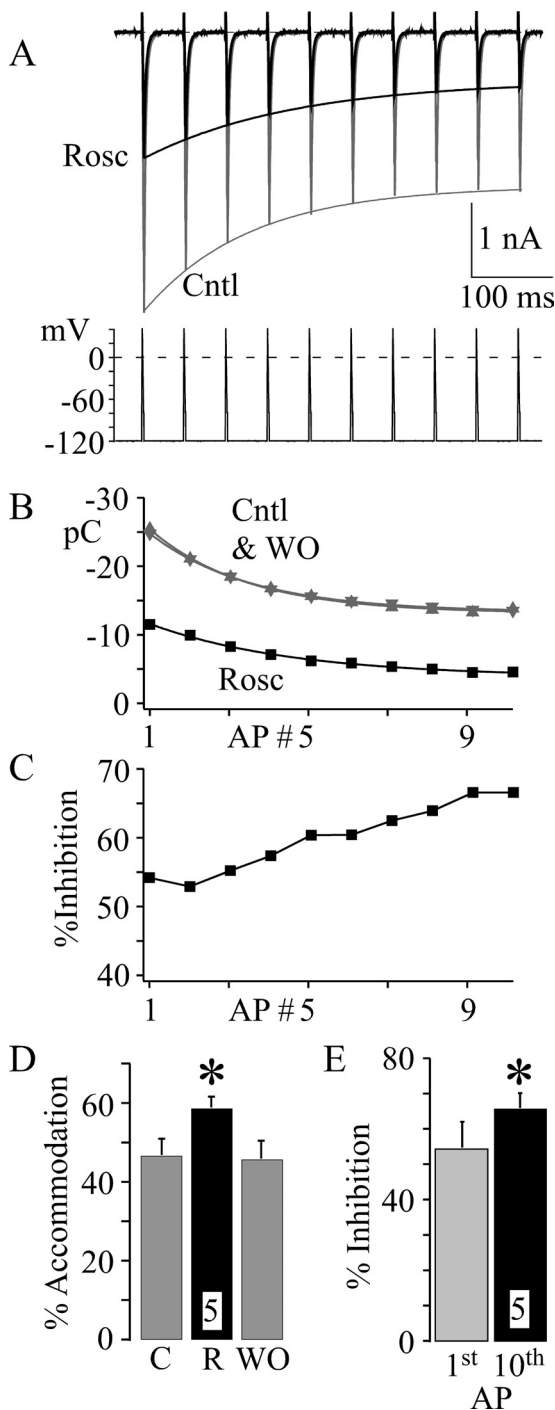 A
Rosc
Cntl
1 nA
100 ms
mV
0
-60
-120
B
pC
-30
-20
-10
0
Cntl
& WO
Rosc
1 AP # 5 9
C
%Inhibition
70
60
50
40
1 AP # 5 9
D
% Accommodation
60
40
20
0
*
5
C R WO
E
% Inhibition
80
40
0
*
5
1st 10th
AP